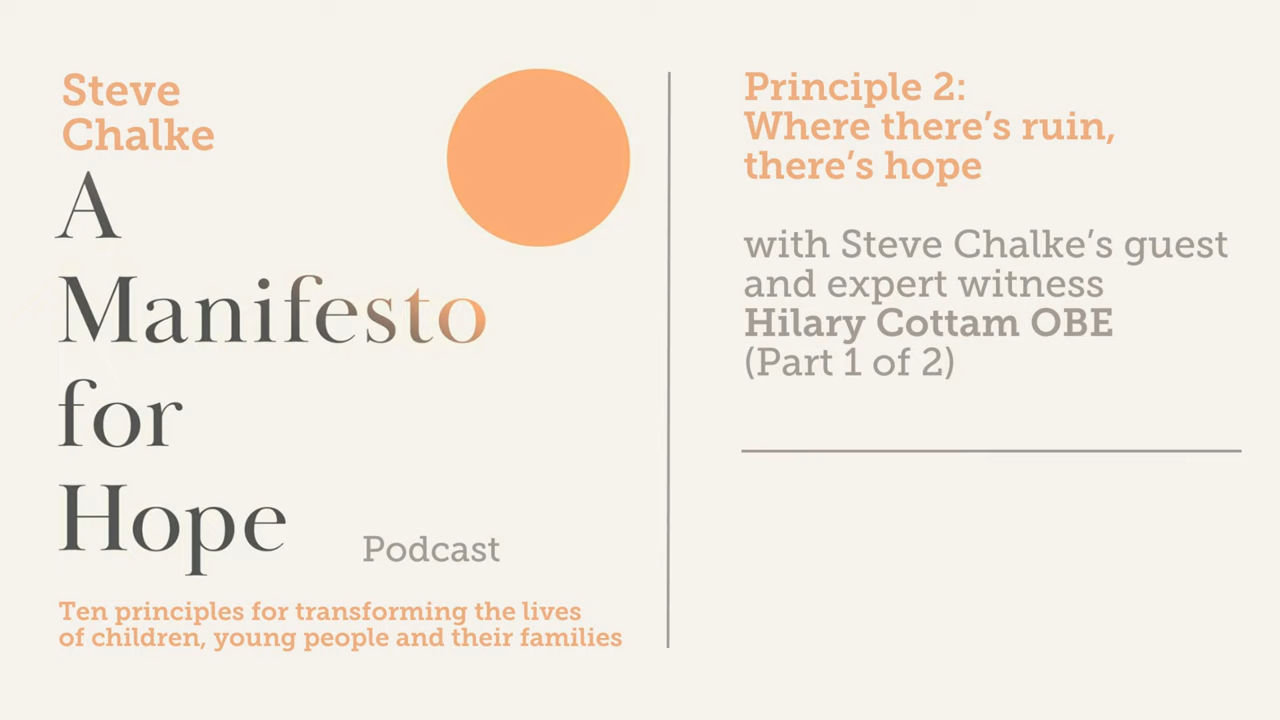 Steve
Chalke
A
Manifesto
for
Hope
Podcast
Ten principles for transforming the lives
of children, young people and their families
Principle 2:
Where there’s ruin,
there’s hope
with Steve Chalke’s guest
and expert witness
Hilary Cottam OBE
(Part 1 of 2)